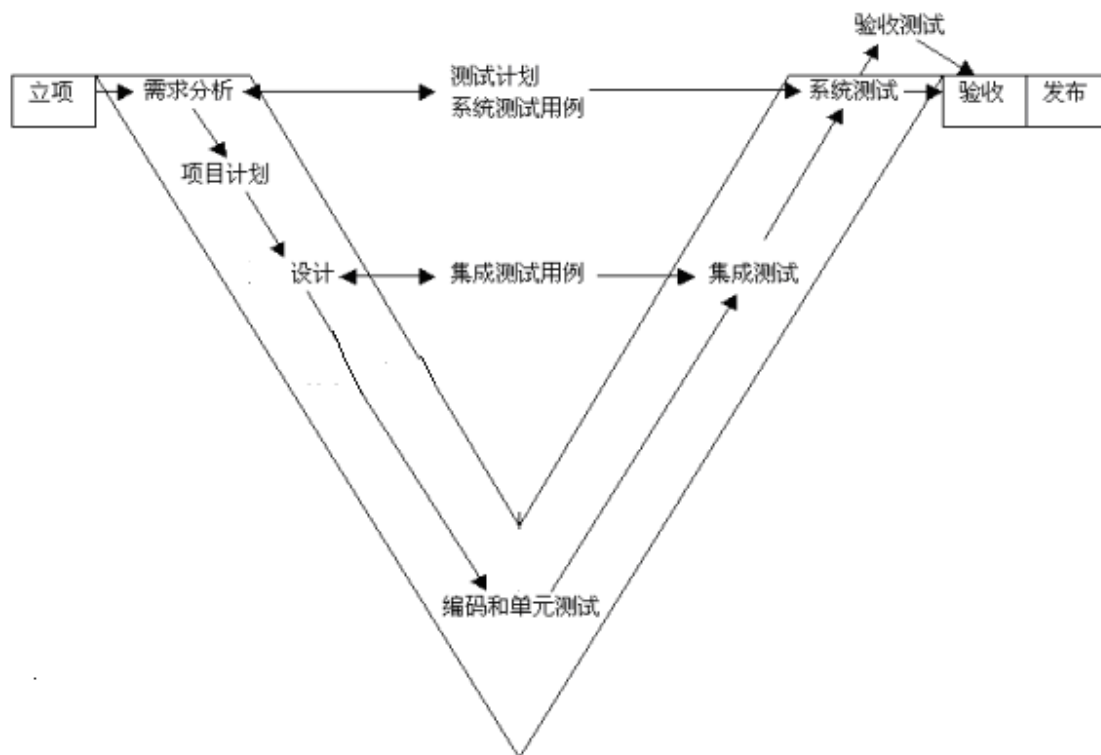 验收测试
立项
需求分析
测试计划
系统测试用例
系统测试
验收
发布
项目计划
设计
集成测试用例
集成测试
编码和单元测试